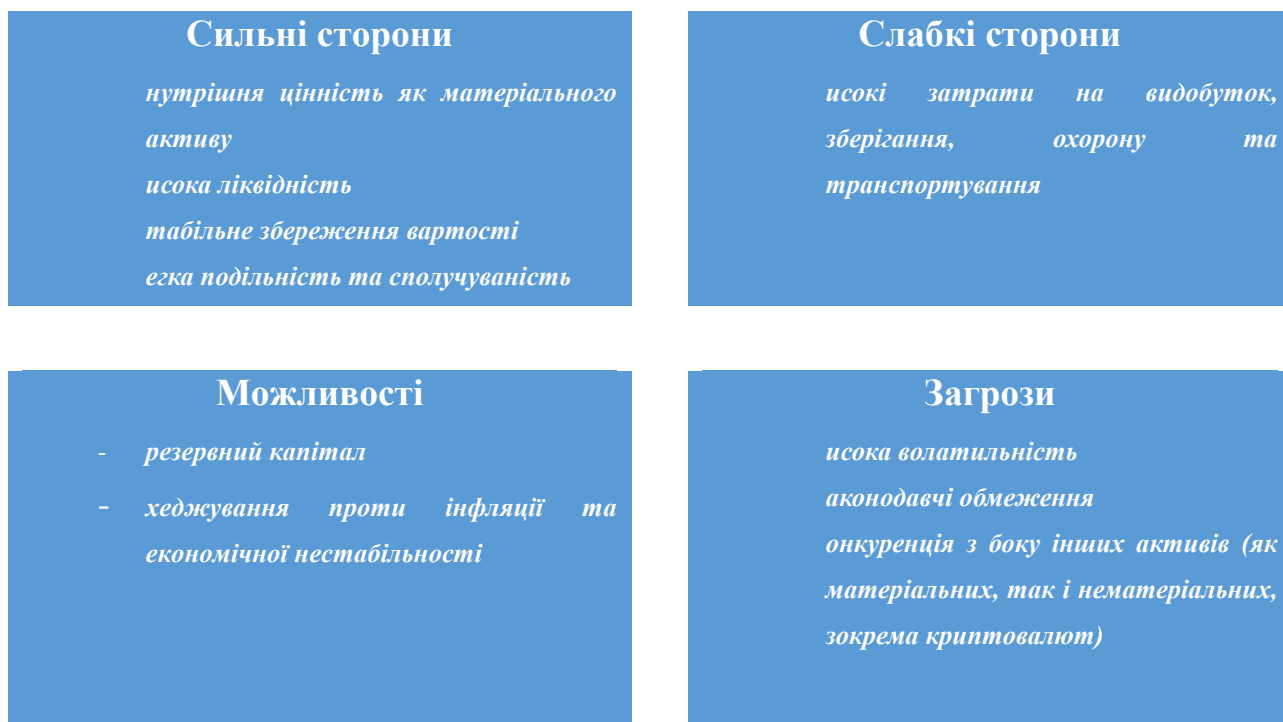 Сильні сторони
нутрішня цінність як матеріального
активу
исока ліквідність
табільне збереження вартості
егка подільність та сполучуваність
Слабкі сторони
исокі затрати на видобуток,
зберігання, охорону та
транспортування
Можливості
- резервний капітал
- хеджування проти інфляції та
економічної нестабільності
Загрози
исока волатильність
аконодавчі обмеження
онкуренція з боку інших активів (як
матеріальних, так і нематеріальних,
зокрема криптовалют)